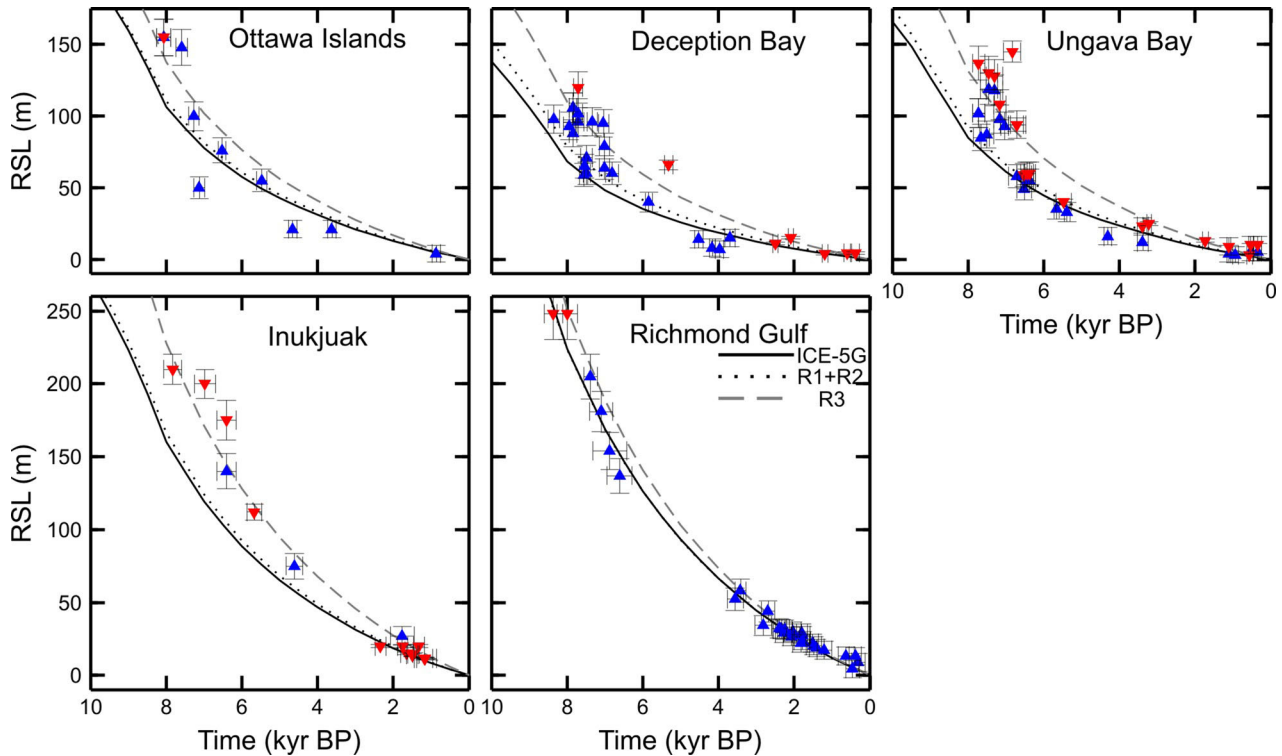 Ottawa Islands
Deception Bay
Ungava Bay
RSL (m)
150
100
50
0
10 8 6 4 2 0
Time (kyr BP)
Inukjuak
Richmond Gulf
ICE-5G
R1+R2
R3
RSL (m)
250
200
150
100
50
0
10 8 6 4 2 0
10 8 6 4 2 0
Time (kyr BP)
Time (kyr BP)